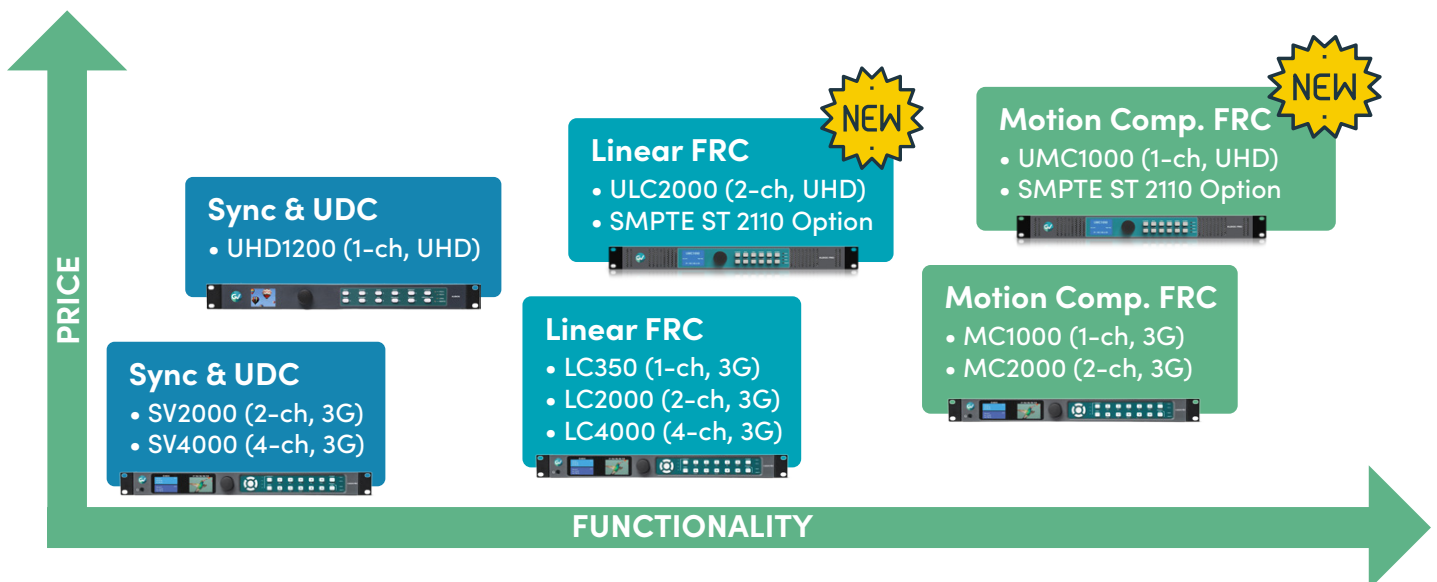 PRICE
Sync & UDC
• UHD1200 (1-ch, UHD)
Sync & UDC
• SV2000 (2-ch, 3G)
• SV4000 (4-ch, 3G)
Linear FRC
• ULC2000 (2-ch, UHD)
• SMPTE ST 2110 Option
NEW
Linear FRC
• LC350 (1-ch, 3G)
• LC2000 (2-ch, 3G)
• LC4000 (4-ch, 3G)
Motion Comp. FRC
• UMC1000 (1-ch, UHD)
• SMPTE ST 2110 Option
NEW
Motion Comp. FRC
• MC1000 (1-ch, 3G)
• MC2000 (2-ch, 3G)
FUNCTIONALITY